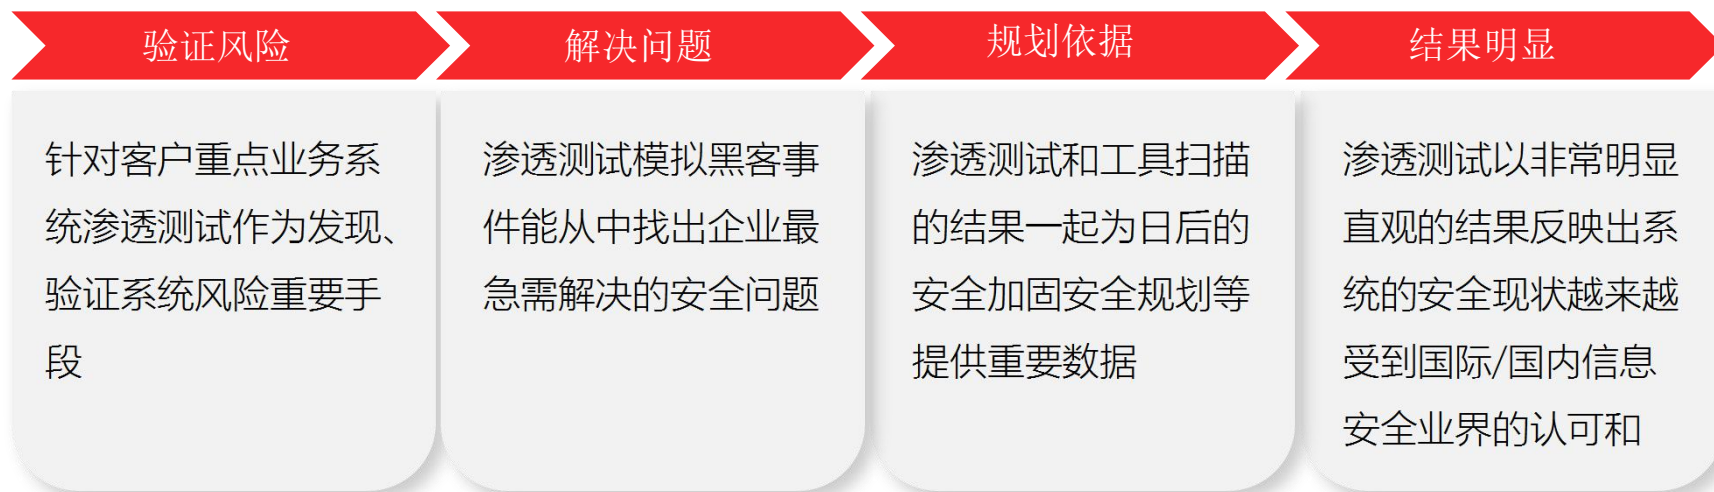 验证风险
解决问题
规划依据
结果明显
针对客户重点业务系
统渗透测试作为发现、
验证系统风险重要手
段
渗透测试模拟黑客事
件能从中找出企业最
急需解决的安全问题
渗透测试和工具扫描
的结果一起为日后的
安全加固安全规划等
提供重要数据
渗透测试以非常明显
直观的结果反映出系
统的安全现状越来越
受到国际/国内信息
安全业界的认可和